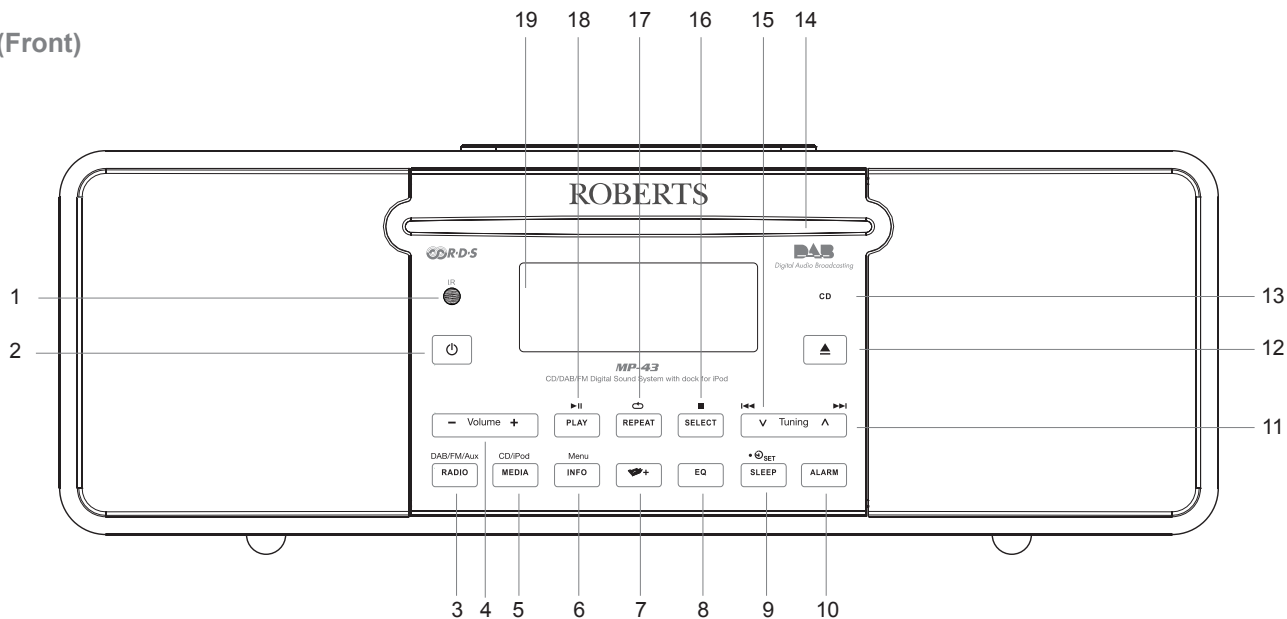 19 18 17 16 15 14
(Front)
ROBERTS
R·D·S
DAB
Digital Audio Broadcasting
IR
1
CD
13
2
12
MP-43
CD/DAB/FM Digital Sound System with dock for iPod
– Volume +
PLAY
REPEAT
SELECT
Tuning
11
DAB/FM/Aux
CD/iPod
Menu
SET
RADIO
MEDIA
INFO
+
EQ
SLEEP
ALARM
3 4 5 6 7 8 9 10